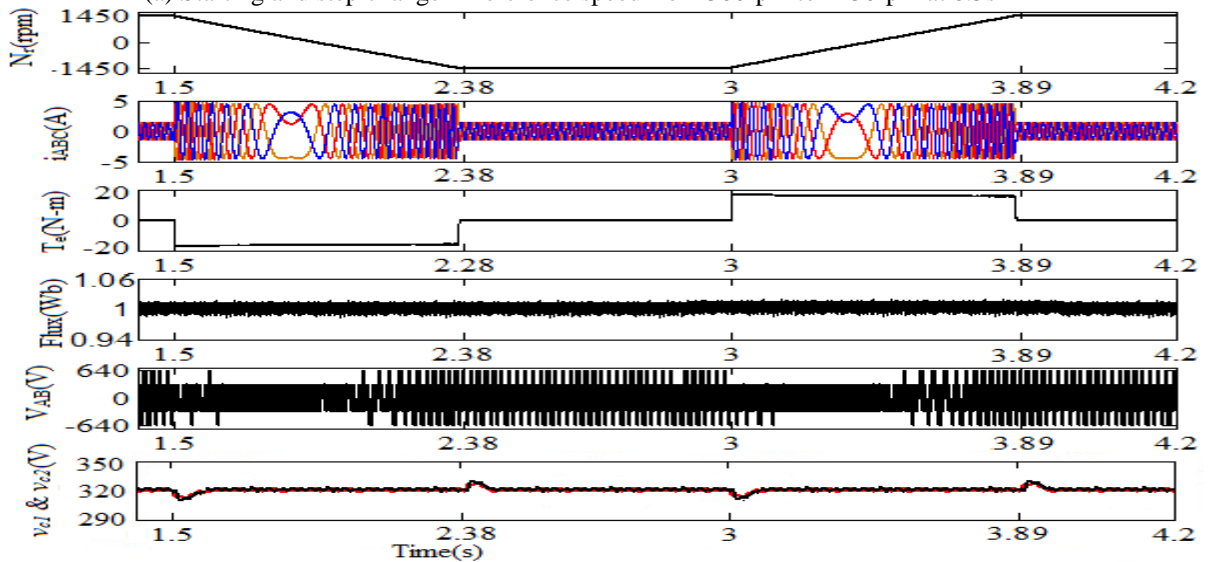 1450
0
-1450
Nr(rpm)
1.5 2.38 3 3.89 4.2
5
0
-5
iABC(A)
1.5 2.38 3 3.89 4.2
20
0
-20
Te(N-m)
1.5 2.28 3 3.89 4.2
1.06
1
0.94
Flux(Wb)
1.5 2.38 3 3.89 4.2
640
0
-640
VAB(V)
1.5 2.38 3 3.89 4.2
350
320
290
vc1 & vc2(V)
1.5 2.38 3 3.89 4.2
Time(s)